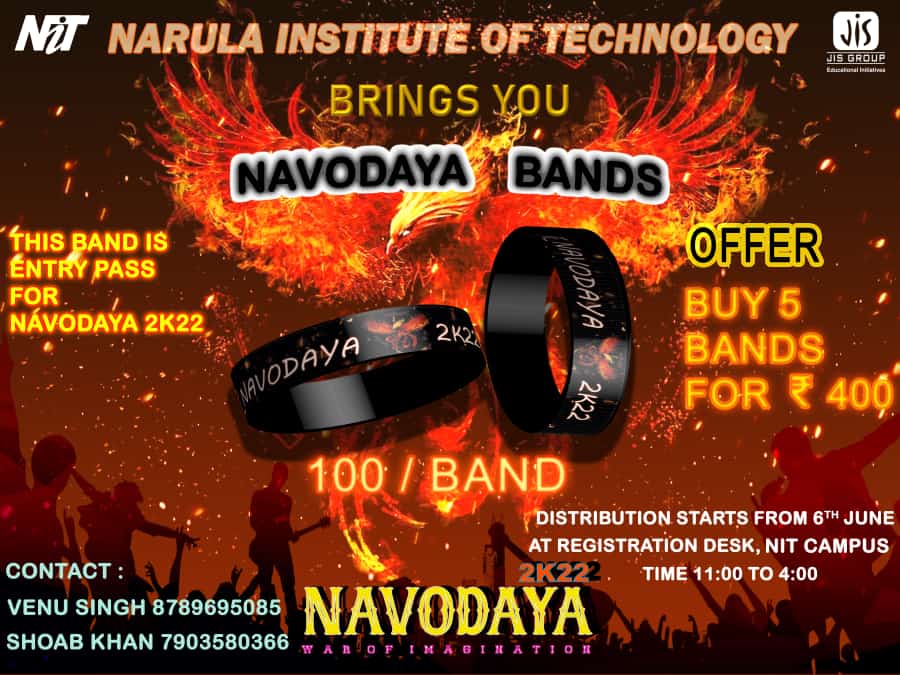 NiT
NARULA INSTITUTE OF TECHNOLOGY
JIS
JIS GROUP
Educational Initiatives
BRINGS YOU
NAVODAYA BANDS
THIS BAND IS
ENTRY PASS
FOR
NAVODAYA 2K22
OFFER
BUY 5
BANDS
FOR ₹ 400
NAVODAYA 2K22
NAVODAYA 2K22
100 / BAND
DISTRIBUTION STARTS FROM 6TH JUNE
AT REGISTRATION DESK, NIT CAMPUS
TIME 11:00 TO 4:00
CONTACT :
VENU SINGH 8789695085
SHOAB KHAN 7903580366
2K22
NAVODAYA
WAR OF IMAGINATION